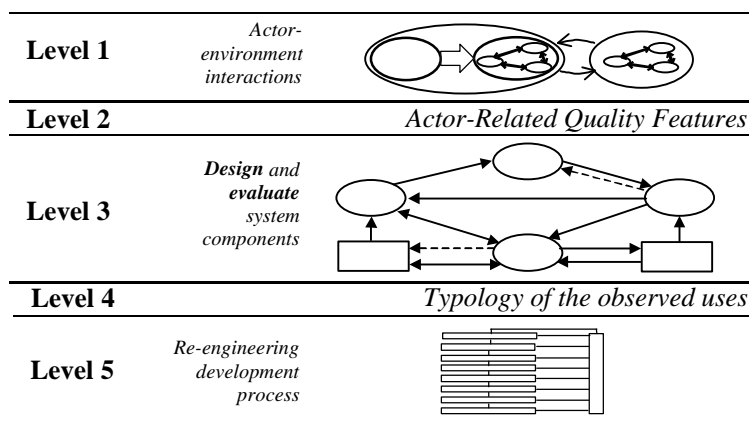 Level 1
Actor-
environment
interactions
Level 2
Actor-Related Quality Features
Level 3
Design and
evaluate
system
components
Level 4
Typology of the observed uses
Level 5
Re-engineering
development
process